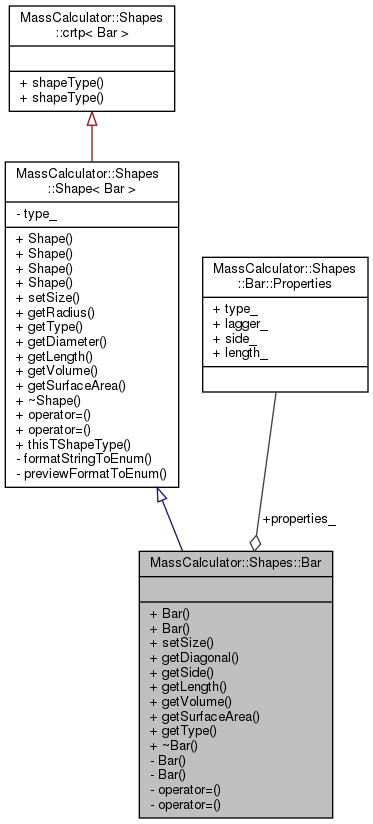 MassCalculator::Shapes
::crtp< Bar >
+ shapeType()
+ shapeType()
MassCalculator::Shapes
::Shape< Bar >
- type_
+ Shape()
+ Shape()
+ Shape()
+ Shape()
+ setSize()
+ getRadius()
+ getType()
+ getDiameter()
+ getLength()
+ getVolume()
+ getSurfaceArea()
+ ~Shape()
+ operator=()
+ operator=()
+ thisTShapeType()
- formatStringToEnum()
- previewFormatToEnum()
MassCalculator::Shapes
::Bar::Properties
+ type_
+ lagger_
+ side_
+ length_
+properties_
MassCalculator::Shapes::Bar
+ Bar()
+ Bar()
+ setSize()
+ getDiagonal()
+ getSide()
+ getLength()
+ getVolume()
+ getSurfaceArea()
+ getType()
+ ~Bar()
- Bar()
- Bar()
- operator=()
- operator=()